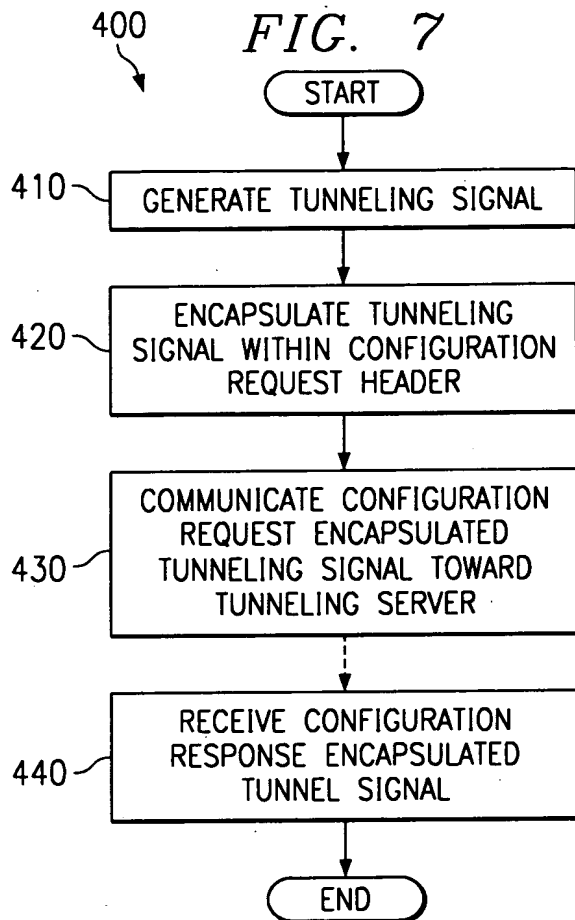 400
FIG. 7
START
410
GENERATE TUNNELING SIGNAL
420
ENCAPSULATE TUNNELING
SIGNAL WITHIN CONFIGURATION
REQUEST HEADER
430
COMMUNICATE CONFIGURATION
REQUEST ENCAPSULATED
TUNNELING SIGNAL TOWARD
TUNNELING SERVER
440
RECEIVE CONFIGURATION
RESPONSE ENCAPSULATED
TUNNEL SIGNAL
END